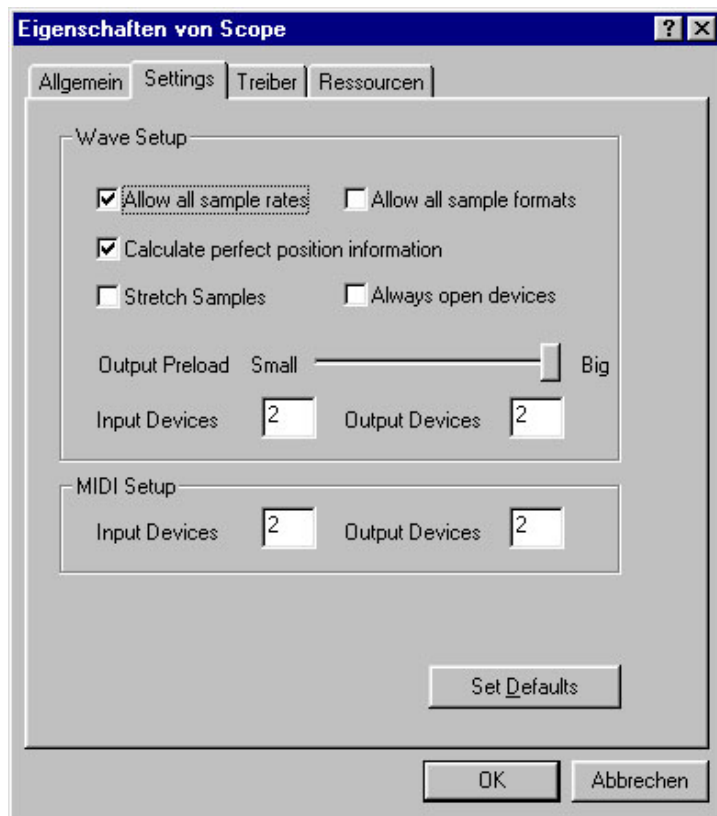 Eigenschaften von Scope
Allgemein Settings Treiber Ressourcen
Wave Setup
Allow all sample rates Allow all sample formats
Calculate perfect position information
Stretch Samples Always open devices
Output Preload Small Big
Input Devices 2 Output Devices 2
MIDI Setup
Input Devices 2 Output Devices 2
Set Defaults
OK Abbrechen